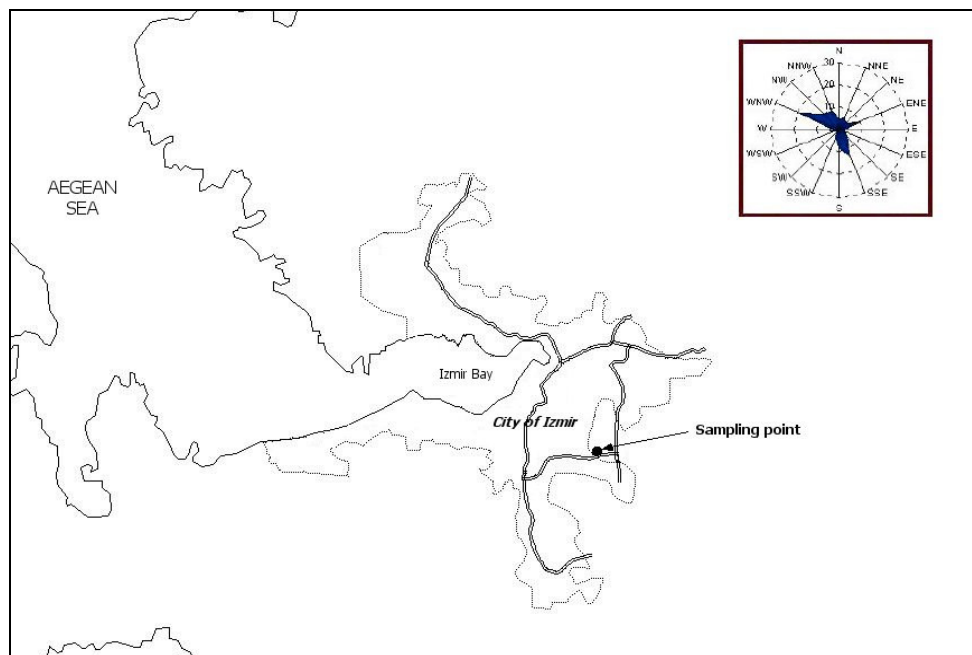 N
NNW
30
NNE
NW
20
NE
WNW
10
ENE
W
E
WSW
ESE
SW
SE
SSW
SSE
S
AEGEAN
SEA
Izmir Bay
City of Izmir
Sampling point